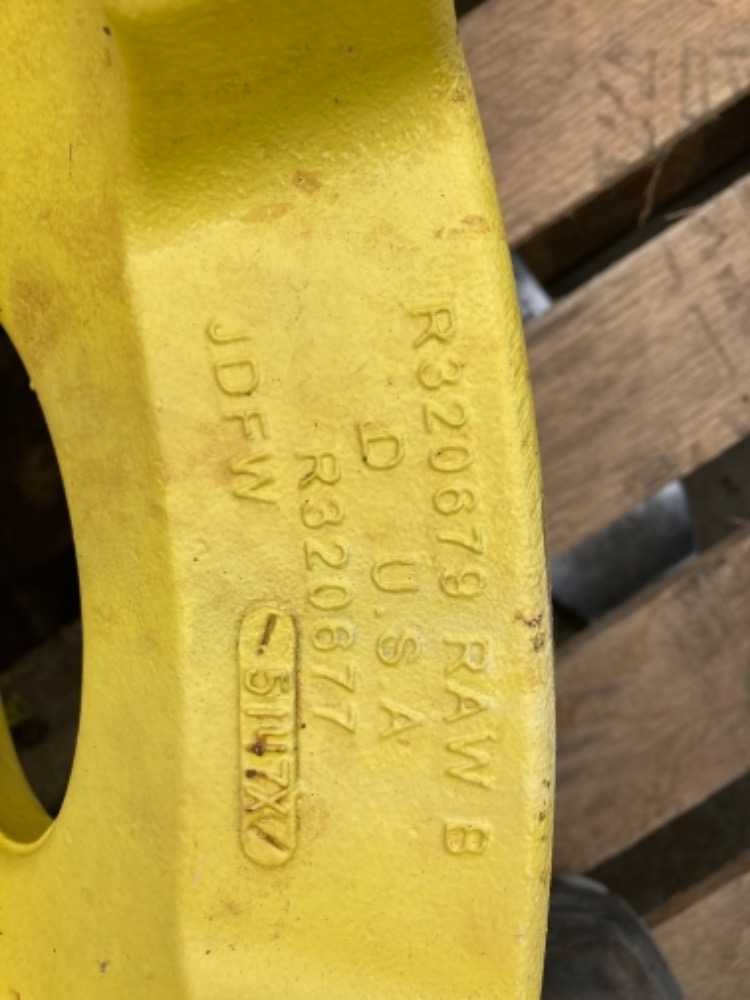 R320679 RAW B
D U.S.A
R320677
JDFW
5147X